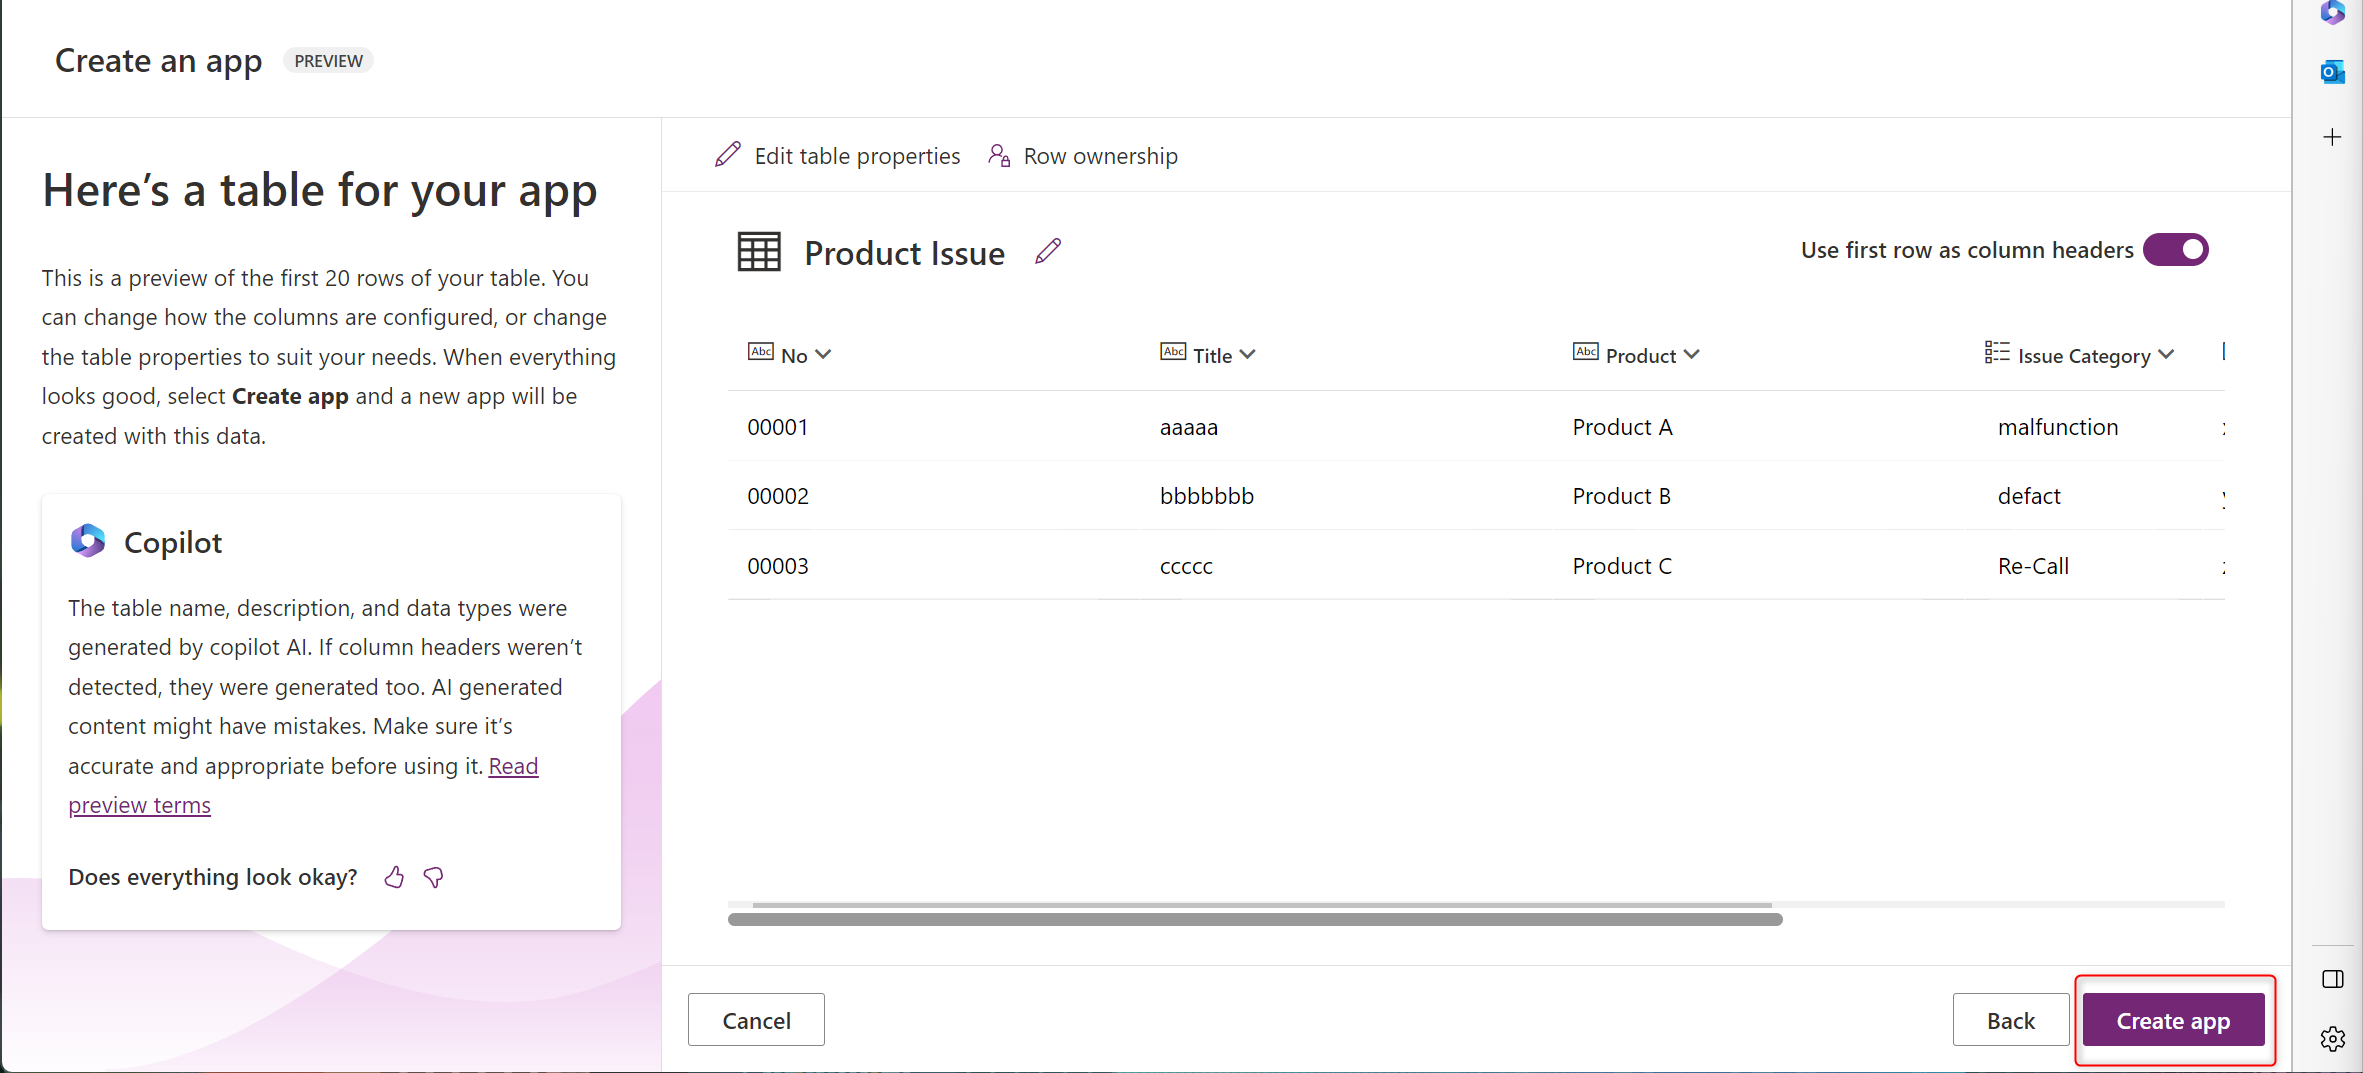 Create an app PREVIEW
Here’s a table for your app
This is a preview of the first 20 rows of your table. You
can change how the columns are configured, or change
the table properties to suit your needs. When everything
looks good, select Create app and a new app will be
created with this data.
Copilot
The table name, description, and data types were
generated by copilot AI. If column headers weren’t
detected, they were generated too. AI generated
content might have mistakes. Make sure it’s
accurate and appropriate before using it. Read
preview terms
Does everything look okay?
Edit table properties Row ownership
Product Issue
Use first row as column headers
Abc No Abc Title Abc Product Issue Category
00001 aaaaa Product A malfunction
00002 bbbbbbb Product B defact
00003 ccccc Product C Re-Call
Cancel Back Create app